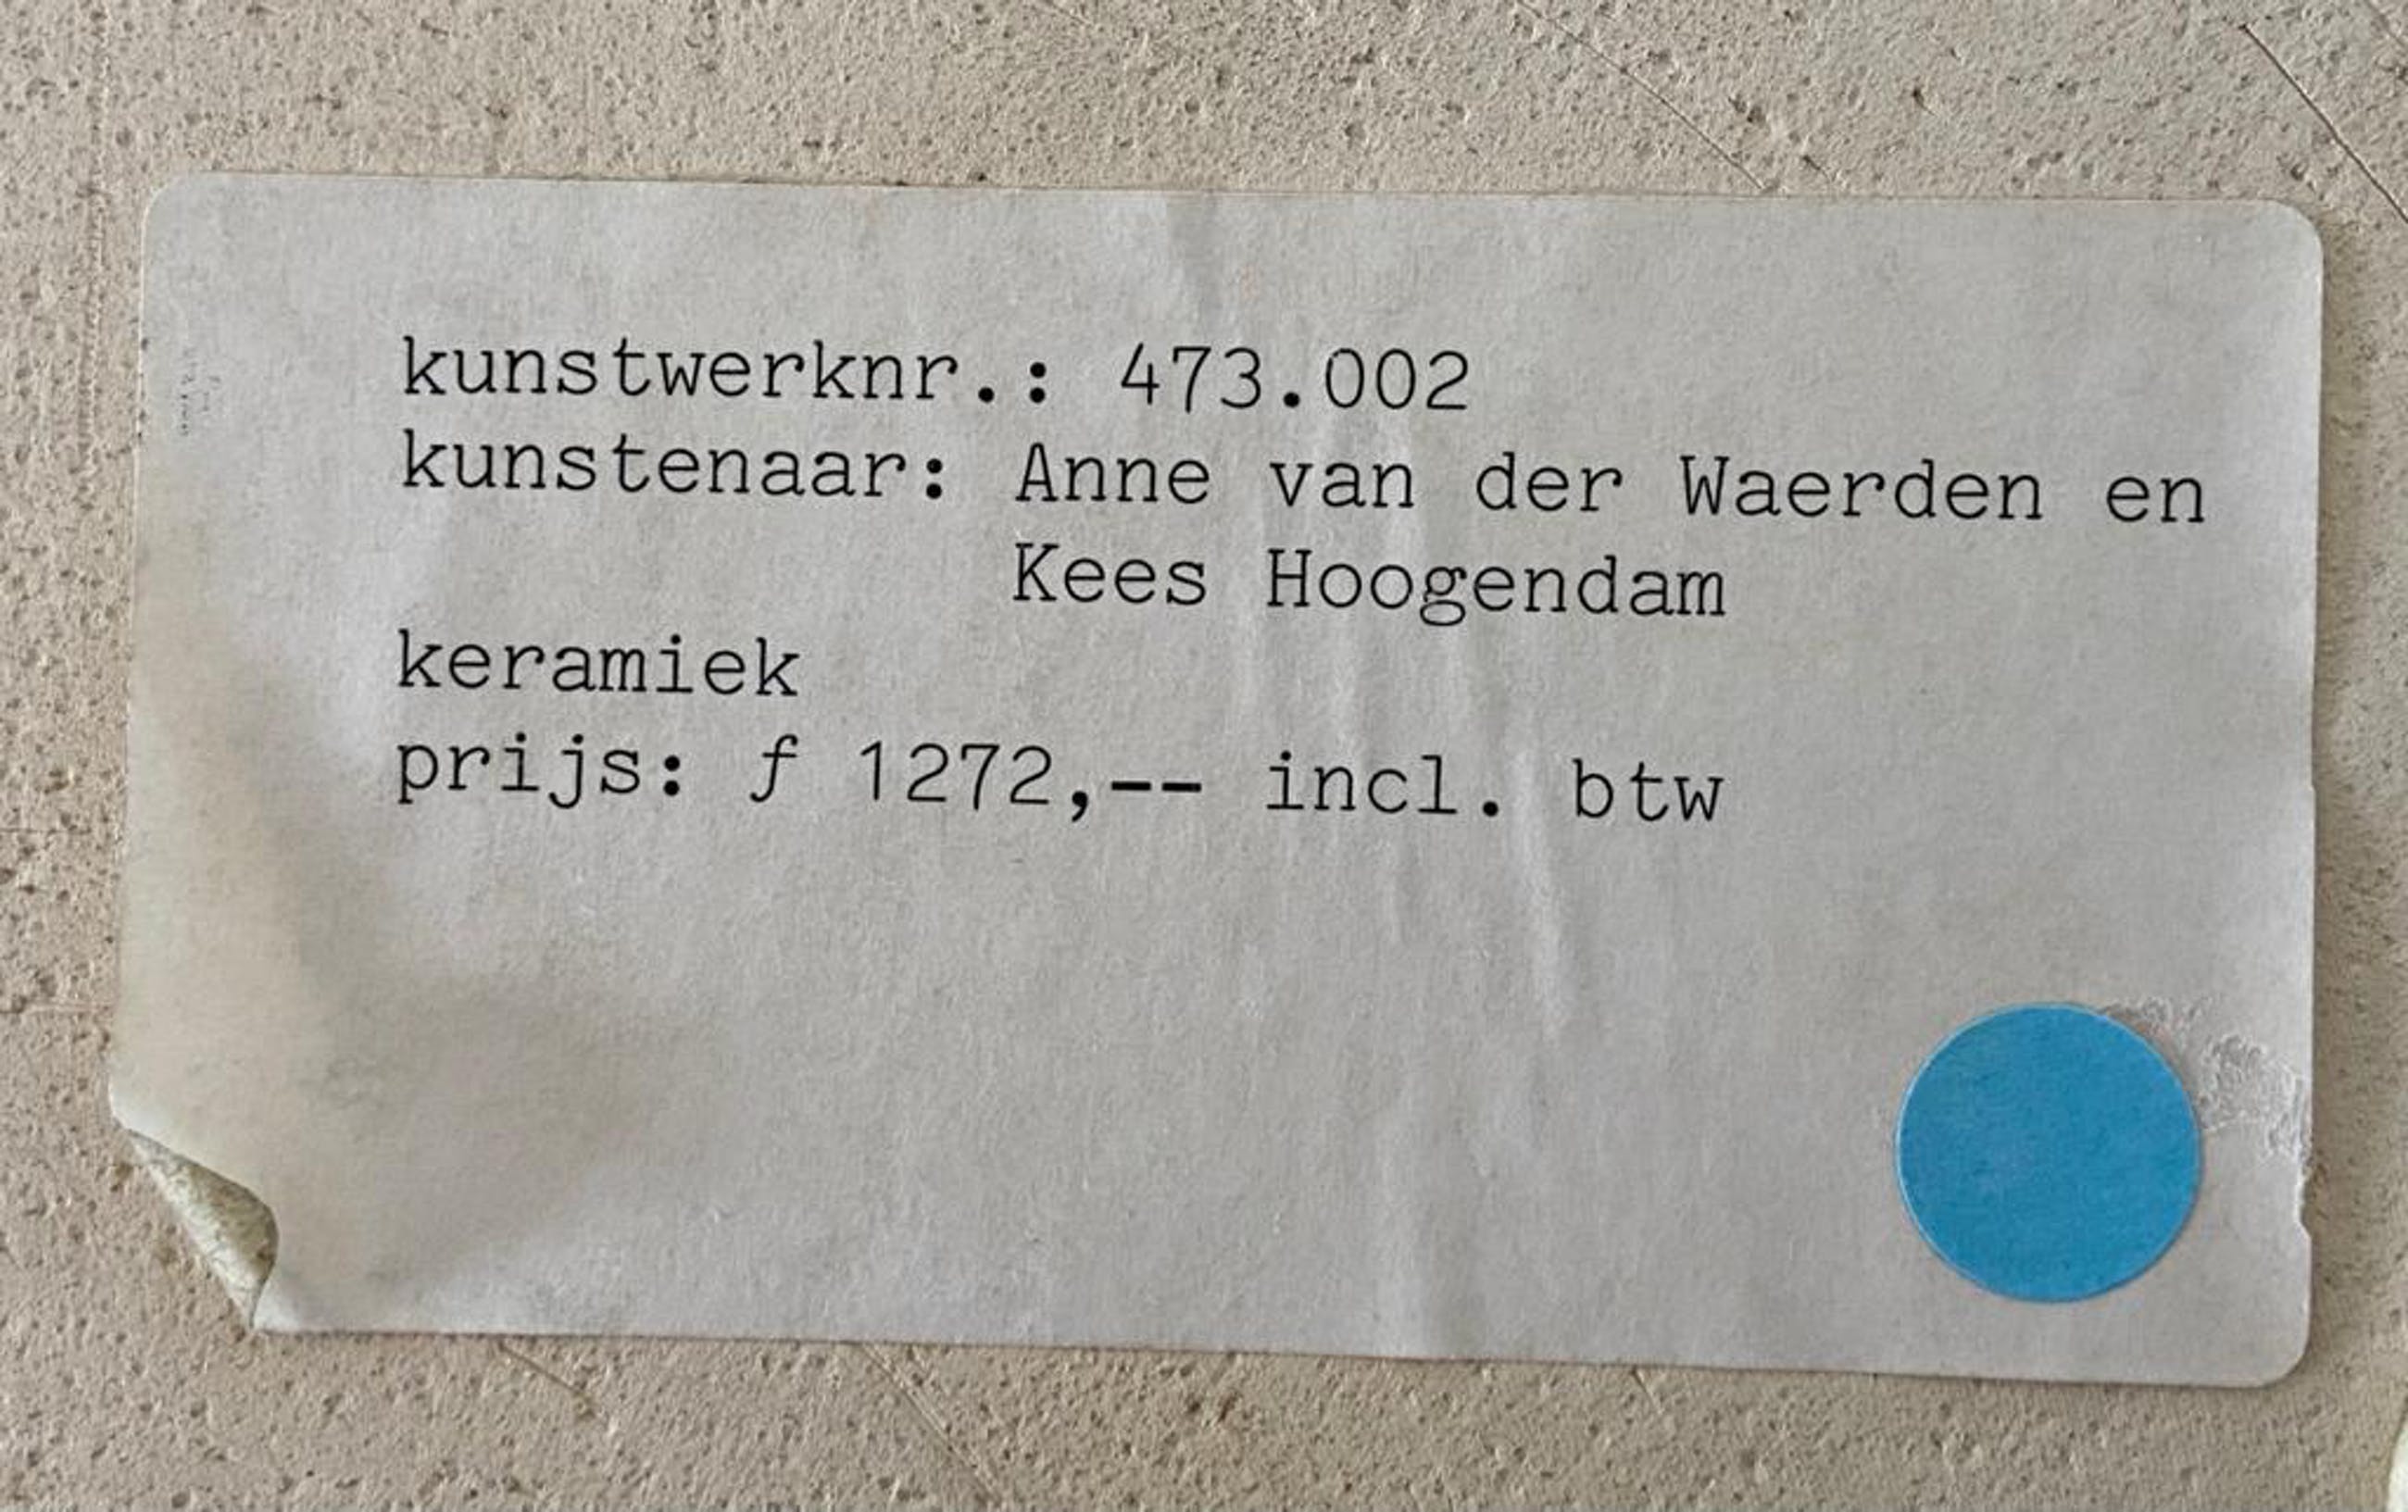 kunstwerknr.: 473.002
kunstenaar: Anne van der Waerden en
Kees Hoogendam
keramiek
prijs: ƒ 1272,-- incl. btw